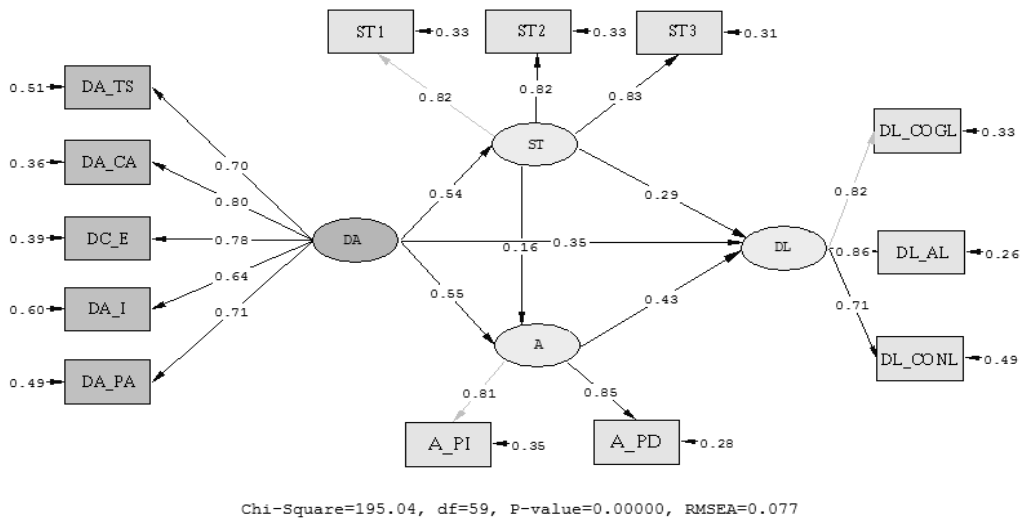 ST1
0.33
ST2
0.33
ST3
0.31
0.51
DA_TS
0.82
0.82
0.83
DL_COGL
0.33
0.36
DA_CA
0.70
ST
0.80
0.54
0.29
0.82
0.39
DC_E
0.78
DA
0.16
0.35
DL
0.86
DL_AL
0.26
0.64
0.60
DA_I
0.55
0.43
0.71
0.71
A
DL_CONL
0.49
0.49
DA_PA
0.81
0.85
A_PI
0.35
A_PD
0.28
Chi-Square=195.04, df=59, P-value=0.00000, RMSEA=0.077